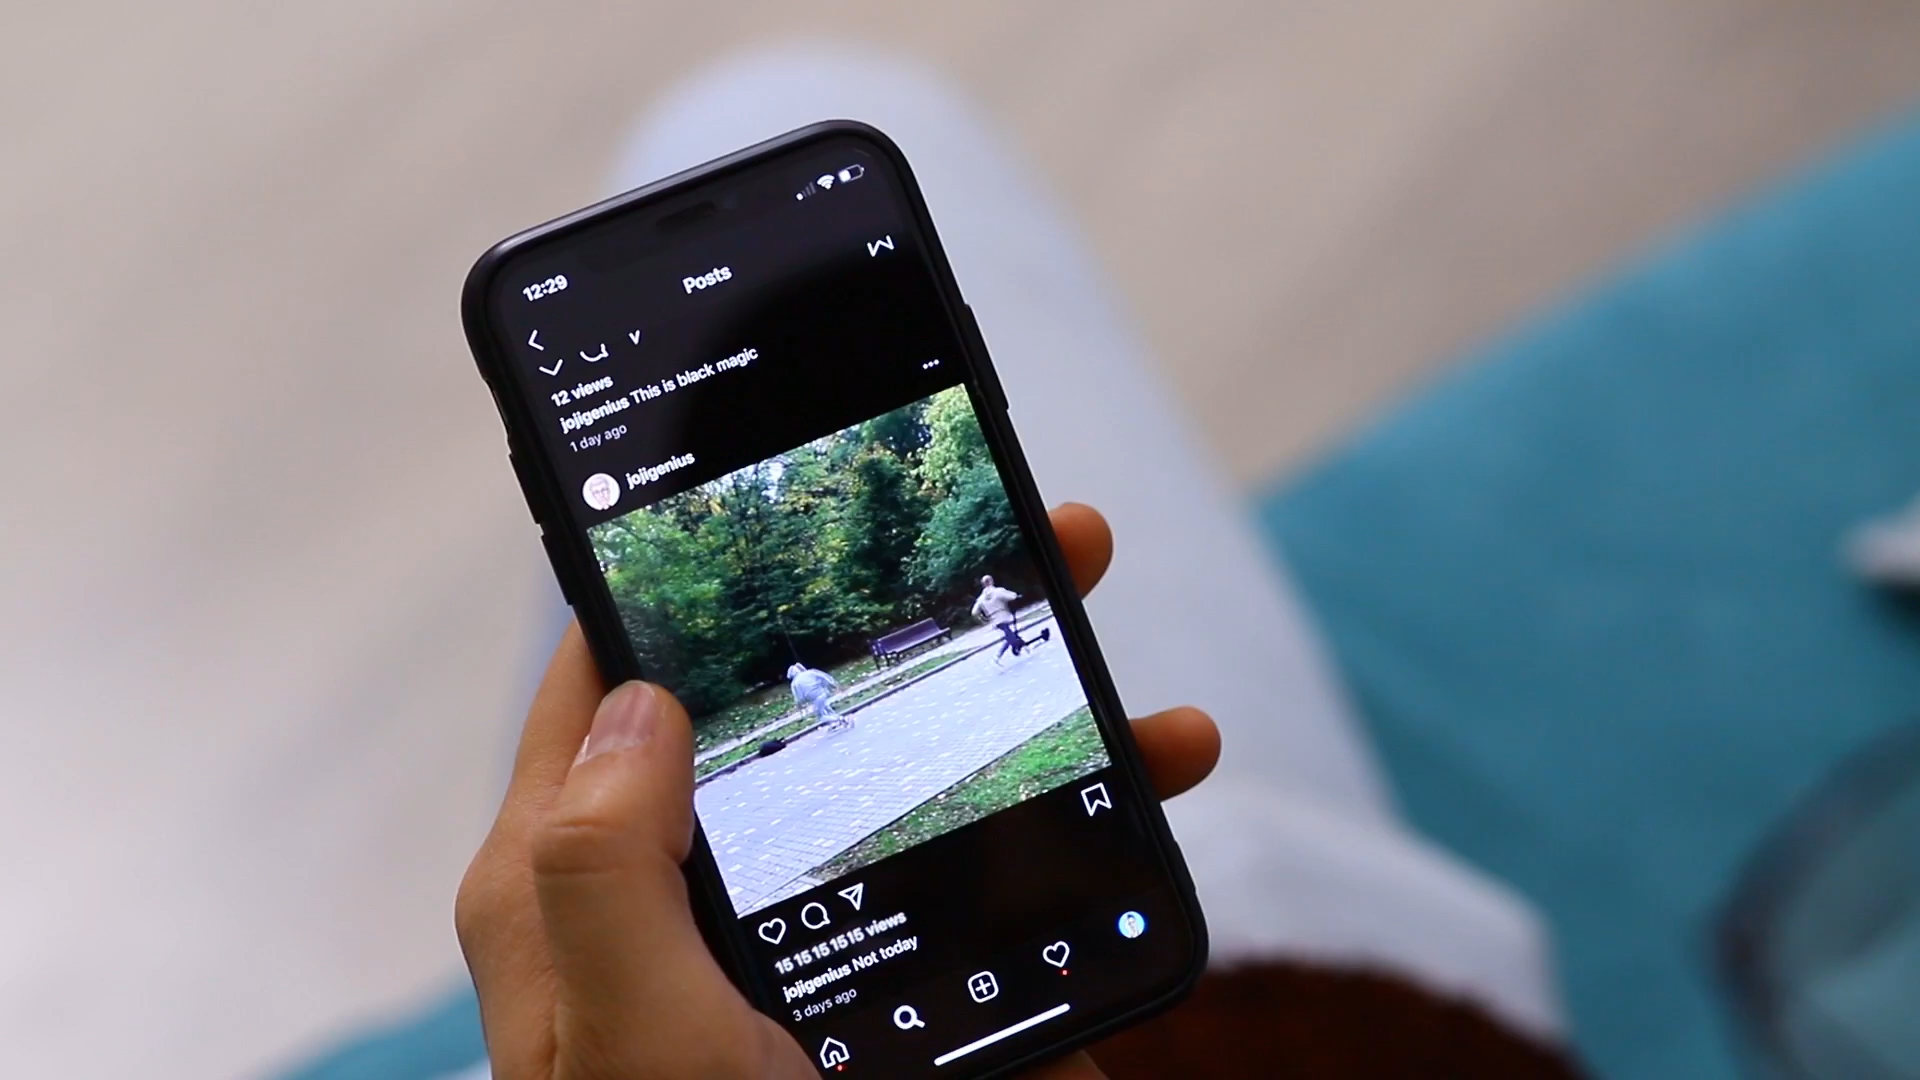 12:29
Posts
12 views
jojigenius This is black magic
1 day ago
jojigenius
15 15 15 15 15 views
jojigenius Not today
3 days ago